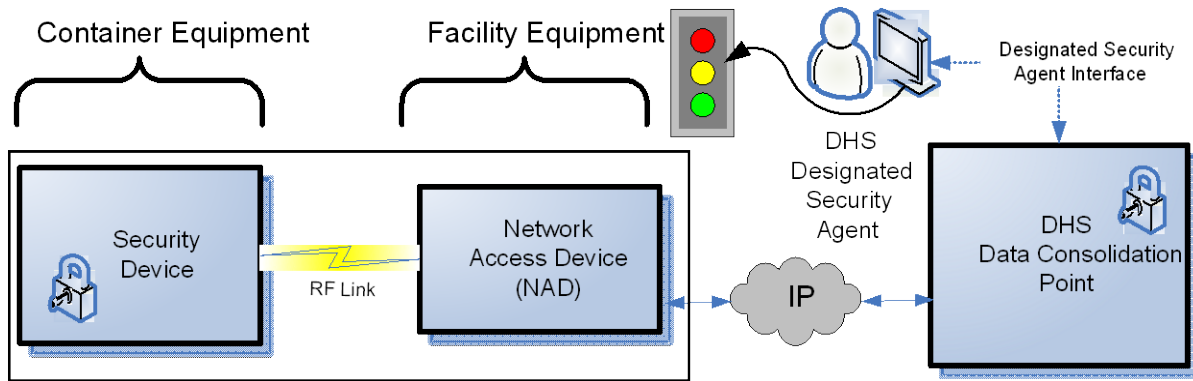 Container Equipment
Facility Equipment
Designated Security
Agent Interface
DHS
Designated
Security
Agent
Security
Device
RF Link
Network
Access Device
(NAD)
IP
DHS
Data Consolidation
Point